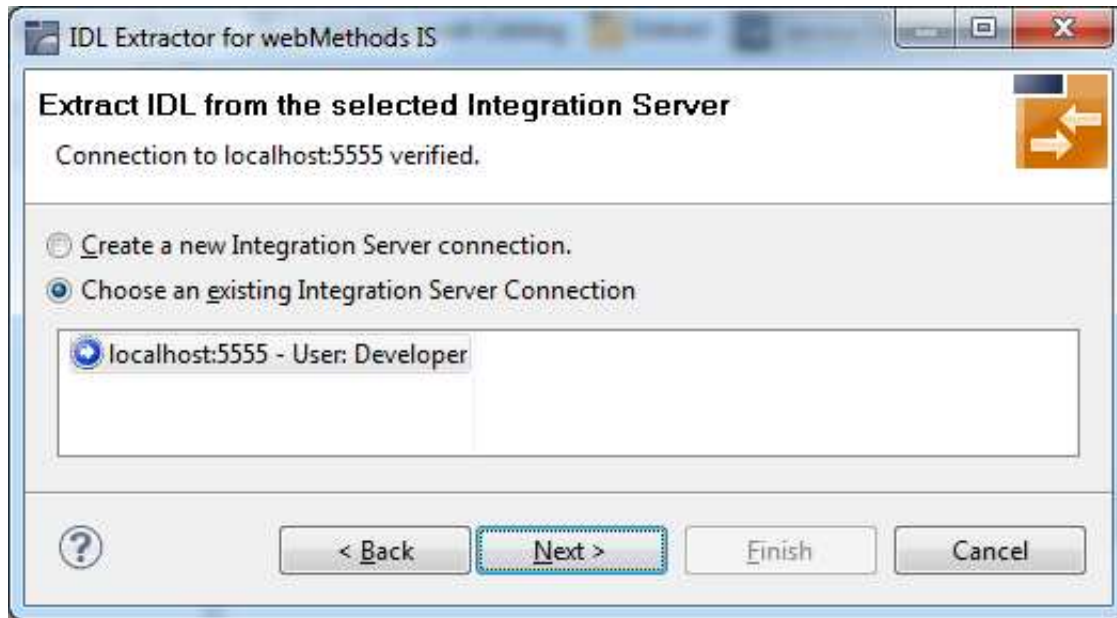 IDL Extractor for webMethods IS
Extract IDL from the selected Integration Server
Connection to localhost:5555 verified.
Create a new Integration Server connection.
Choose an existing Integration Server Connection
localhost:5555 - User: Developer
?
< Back Next > Finish Cancel